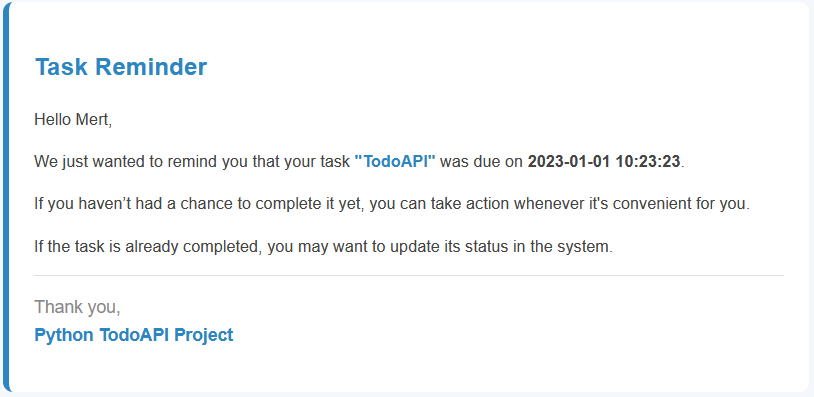 Task Reminder
Hello Mert,
We just wanted to remind you that your task "TodoAPI" was due on 2023-01-01 10:23:23.
If you haven’t had a chance to complete it yet, you can take action whenever it's convenient for you.
If the task is already completed, you may want to update its status in the system.
Thank you,
Python TodoAPI Project